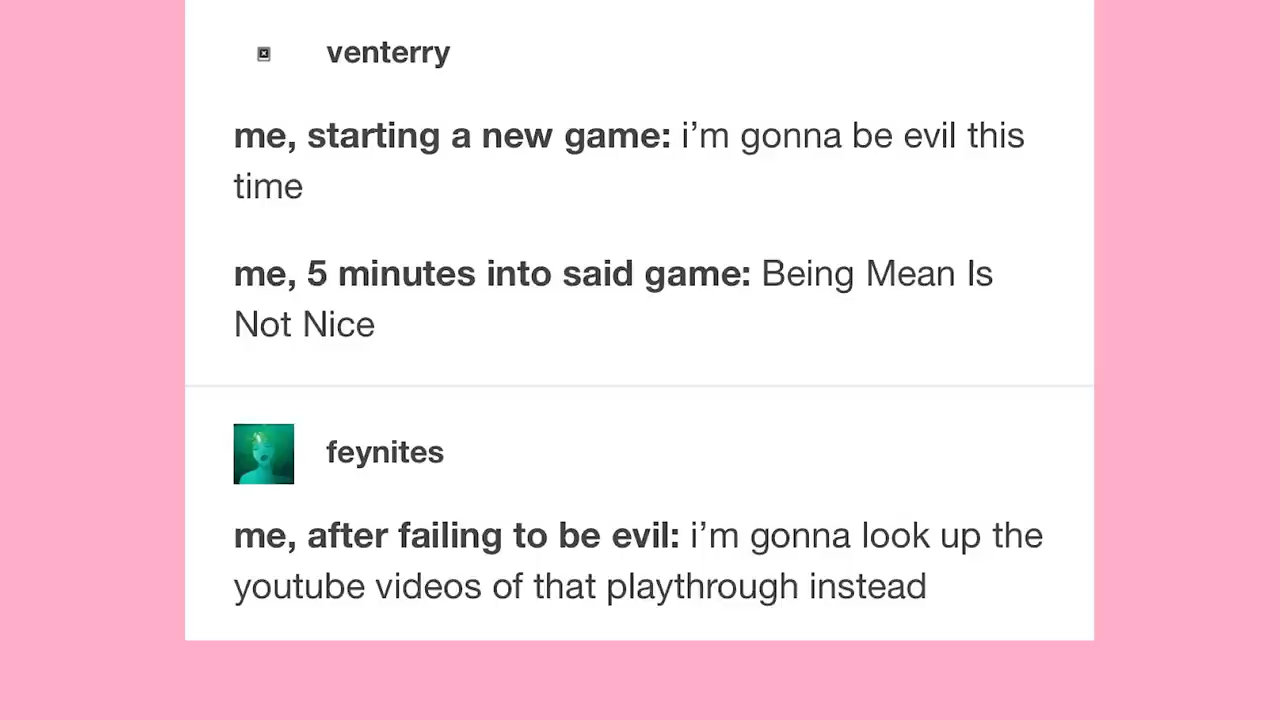 venterry
me, starting a new game: i’m gonna be evil this
time
me, 5 minutes into said game: Being Mean Is
Not Nice
feynites
me, after failing to be evil: i’m gonna look up the
youtube videos of that playthrough instead